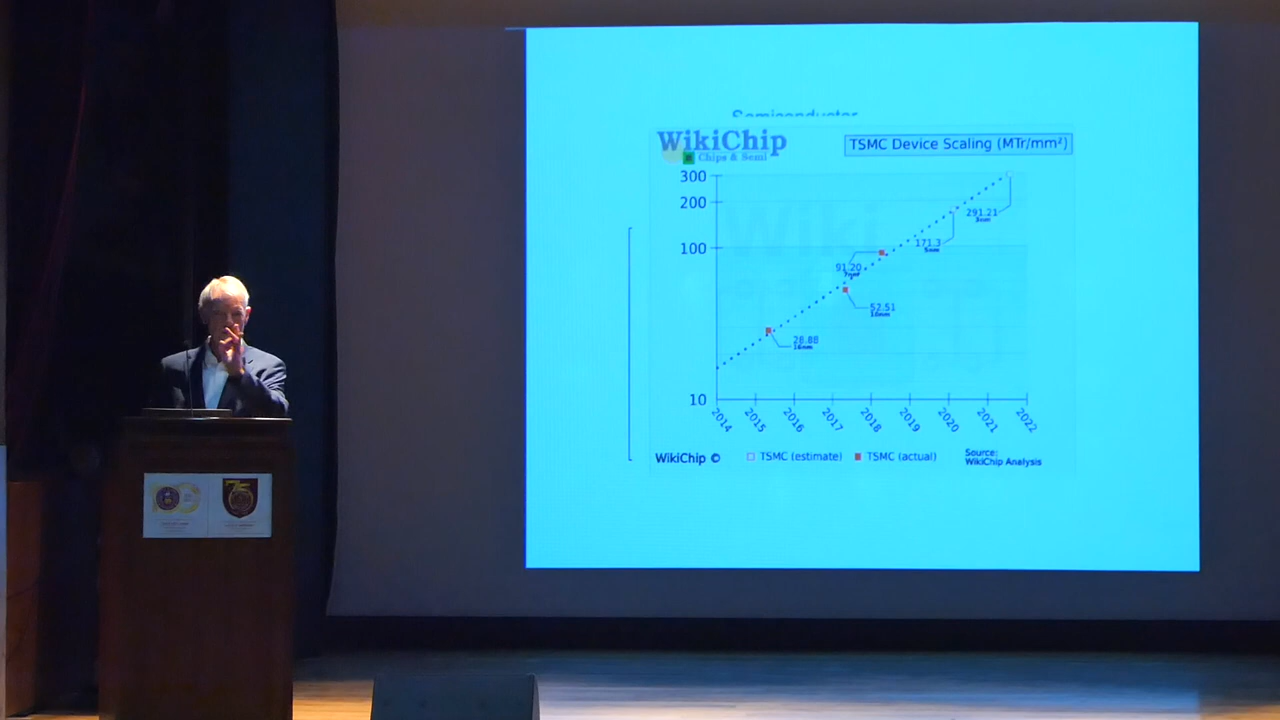 Semiconductor
WikiChip
Chips & Semi
TSMC Device Scaling (MTr/mm²)
300
200
100
10
Wiki
291.21
3nm
171.3
5nm
91.20
7nm
52.51
10nm
28.88
16nm
2014
2015
2016
2017
2018
2019
2020
2021
2022
WikiChip ©
TSMC (estimate)
TSMC (actual)
Source:
WikiChip Analysis
75